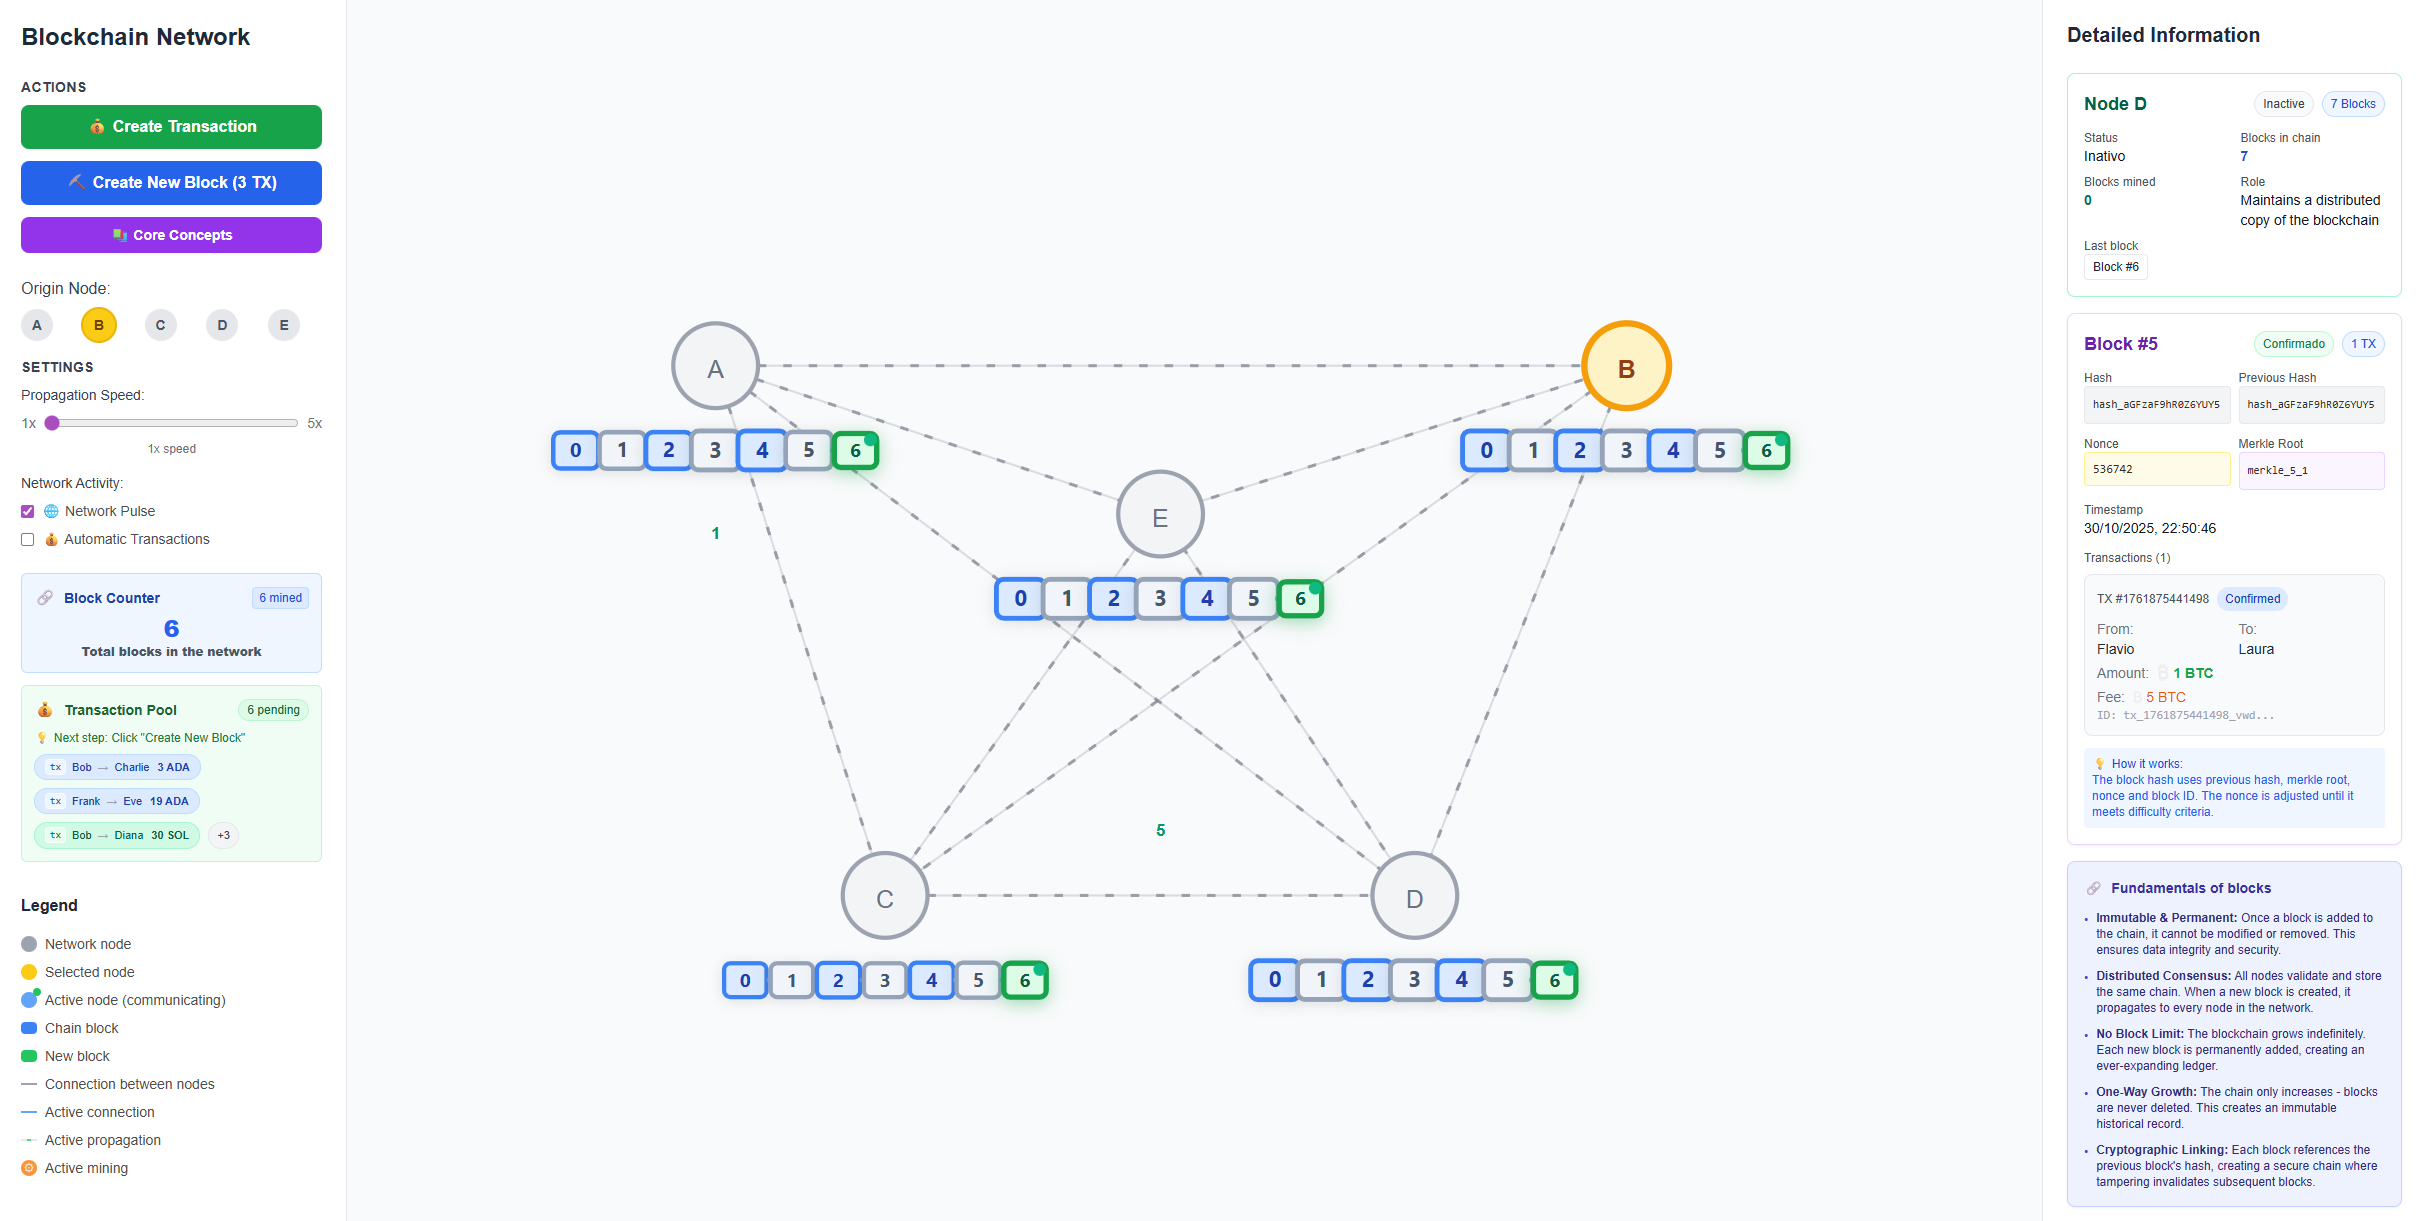 Blockchain Network
ACTIONS
💰 Create Transaction
⛏️ Create New Block (3 TX)
📚 Core Concepts
Origin Node:
A B C D E
SETTINGS
Propagation Speed:
1x 5x
1x speed
Network Activity:
🌐 Network Pulse
💰 Automatic Transactions
🔗 Block Counter 6 mined
6
Total blocks in the network
💰 Transaction Pool 6 pending
💡 Next step: Click "Create New Block"
tx Bob → Charlie 3 ADA
tx Frank → Eve 19 ADA
tx Bob → Diana 30 SOL +3
Legend
Network node
Selected node
Active node (communicating)
Chain block
New block
Connection between nodes
Active connection
Active propagation
Active mining
A
B
0 1 2 3 4 5 6
0 1 2 3 4 5 6
E
1
0 1 2 3 4 5 6
5
C
D
0 1 2 3 4 5 6
0 1 2 3 4 5 6
Detailed Information
Node D Inactive 7 Blocks
Status Blocks in chain
Inativo 7
Blocks mined Role
0 Maintains a distributed
copy of the blockchain
Last block
Block #6
Block #5 Confirmado 1 TX
Hash Previous Hash
hash_aGFzaF9hR0Z6YUY5 hash_aGFzaF9hR0Z6YUY5
Nonce Merkle Root
536742 merkle_5_1
Timestamp
30/10/2025, 22:50:46
Transactions (1)
TX #1761875441498 Confirmed
From: To:
Flavio Laura
Amount: ₿ 1 BTC
Fee: ₿ 5 BTC
ID: tx_1761875441498_vwd...
💡 How it works:
The block hash uses previous hash, merkle root,
nonce and block ID. The nonce is adjusted until it
meets difficulty criteria.
🔗 Fundamentals of blocks
• Immutable & Permanent: Once a block is added to
the chain, it cannot be modified or removed. This
ensures data integrity and security.
• Distributed Consensus: All nodes validate and store
the same chain. When a new block is created, it
propagates to every node in the network.
• No Block Limit: The blockchain grows indefinitely.
Each new block is permanently added, creating an
ever-expanding ledger.
• One-Way Growth: The chain only increases - blocks
are never deleted. This creates an immutable
historical record.
• Cryptographic Linking: Each block references the
previous block's hash, creating a secure chain where
tampering invalidates subsequent blocks.